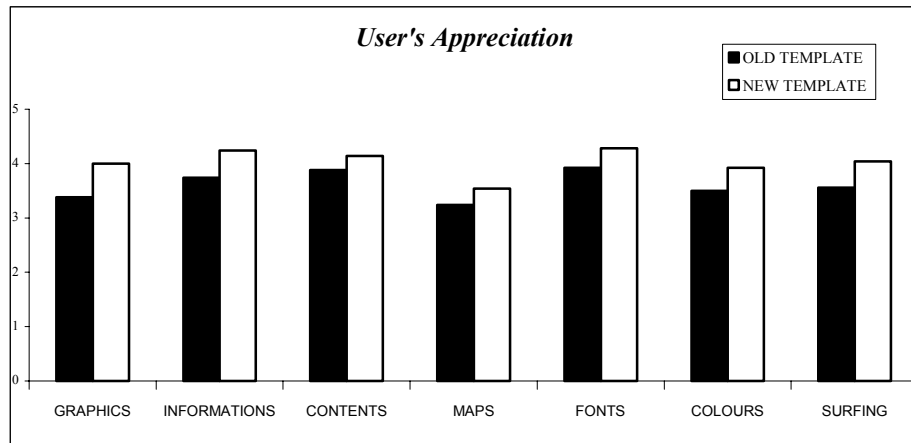 User's Appreciation
OLD TEMPLATE
NEW TEMPLATE
5
4
3
2
1
0
GRAPHICS INFORMATIONS CONTENTS MAPS FONTS COLOURS SURFING